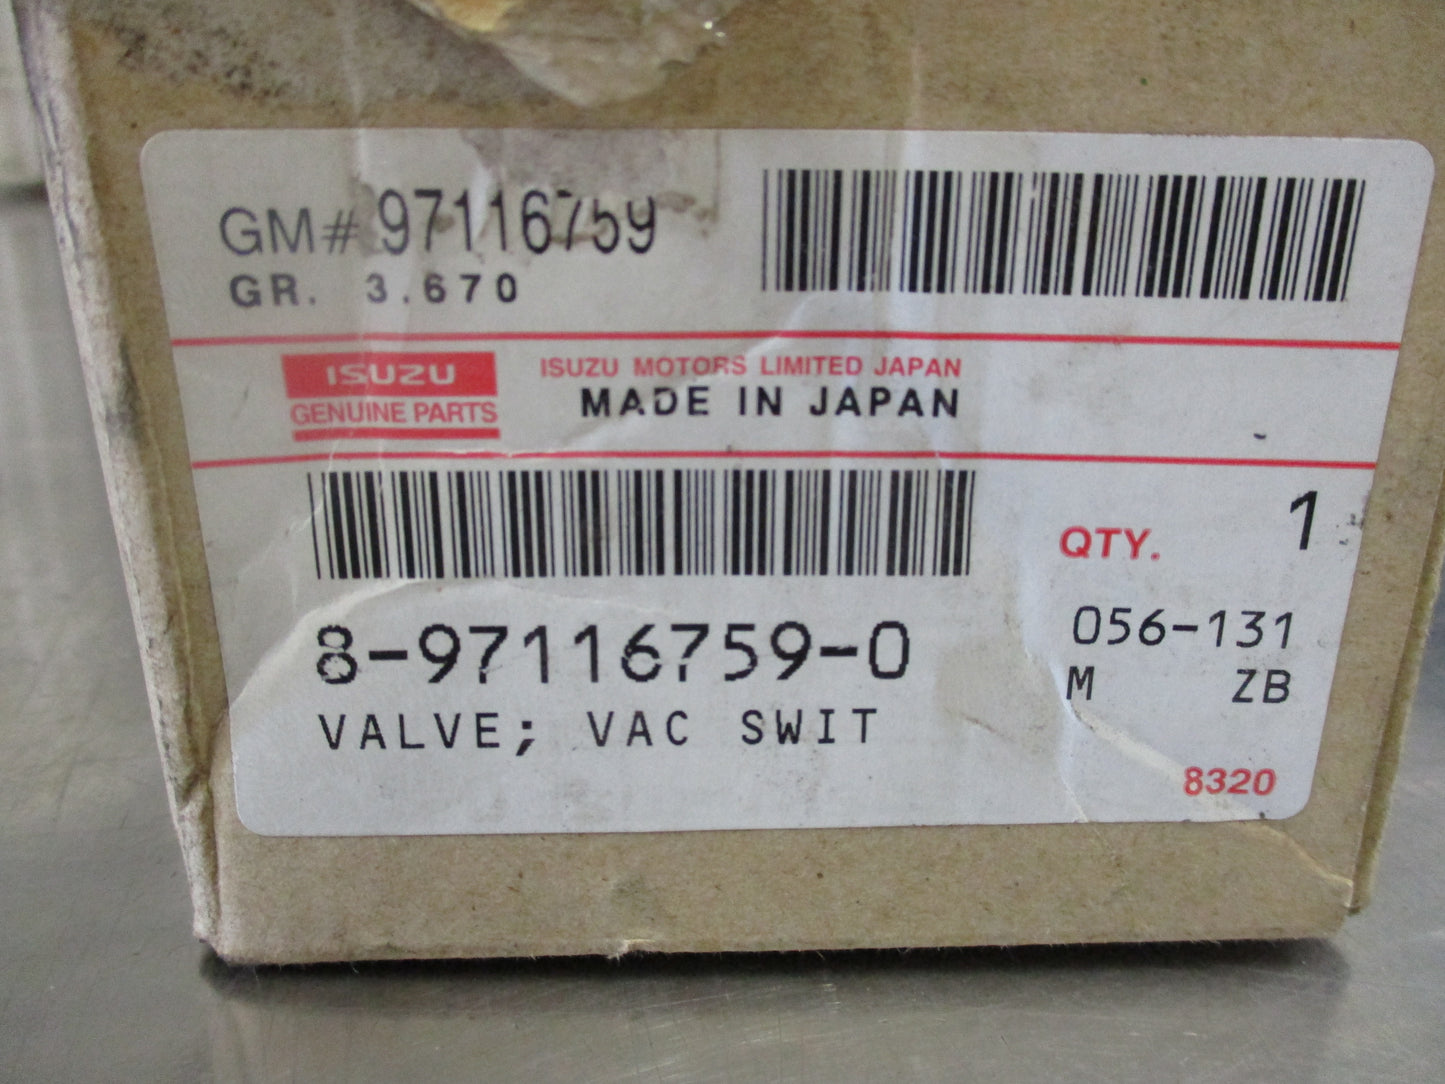 GM# 97116759
GR. 3.670
ISUZU
GENUINE PARTS
ISUZU MOTORS LIMITED JAPAN
MADE IN JAPAN
QTY. 1
8-97116759-0
VALVE; VAC SWIT
056-131
M ZB
8320